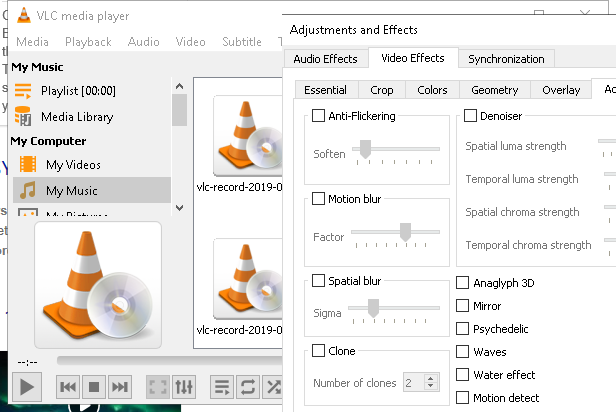 VLC media player
Media Playback Audio Video Subtitle
My Music
Playlist [00:00]
Media Library
My Computer
My Videos
My Music
My Pictures
vlc-record-2019-0
vlc-record-2019-0
--:--
Adjustments and Effects
Audio Effects Video Effects Synchronization
Essential Crop Colors Geometry Overlay
Anti-Flickering
Soften
Motion blur
Factor
Spatial blur
Sigma
Clone
Number of clones 2
Denoiser
Spatial luma strength
Temporal luma strength
Spatial chroma strength
Temporal chroma strength
Anaglyph 3D
Mirror
Psychedelic
Waves
Water effect
Motion detect